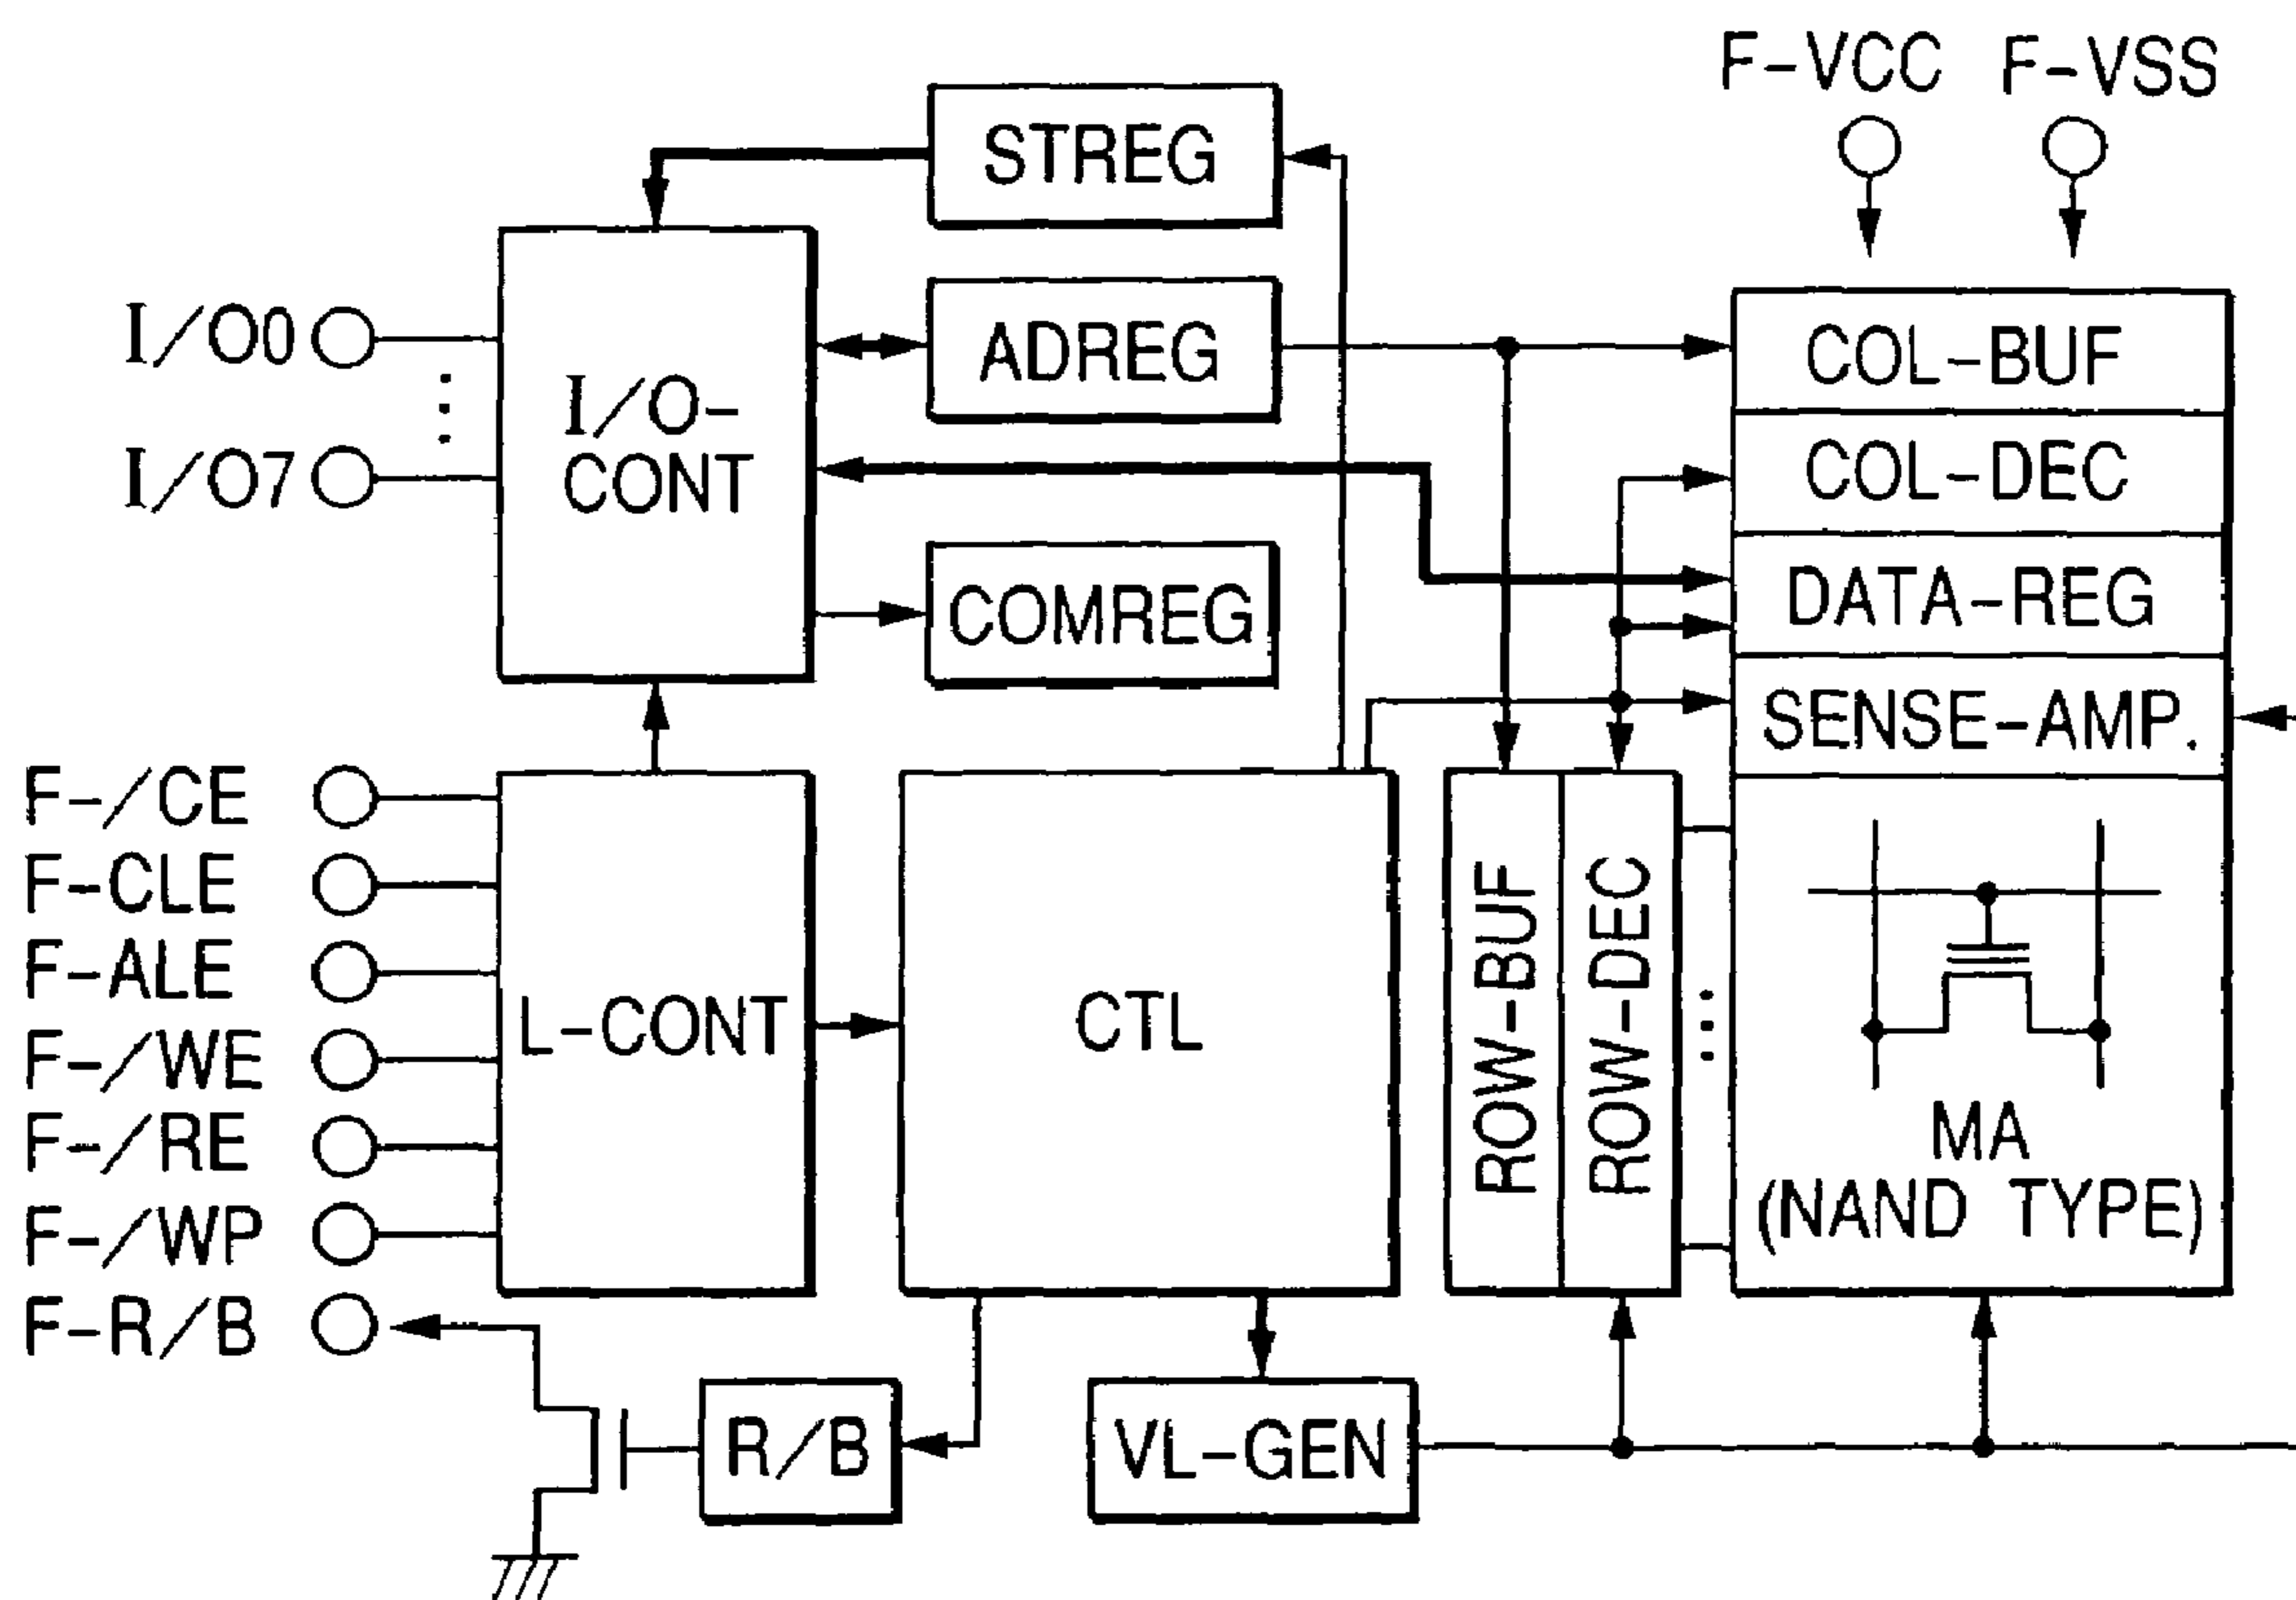 F-VCC F-VSS
STREG
I/O0
I/O7
I/O-
CONT
ADREG
COMREG
COL-BUF
COL-DEC
DATA-REG
SENSE-AMP.
F-/CE
F-CLE
F-ALE
F-/WE
F-/RE
F-/WP
F-R/B
L-CONT
CTL
ROW-BUF
ROW-DEC
MA
(NAND TYPE)
R/B
VL-GEN